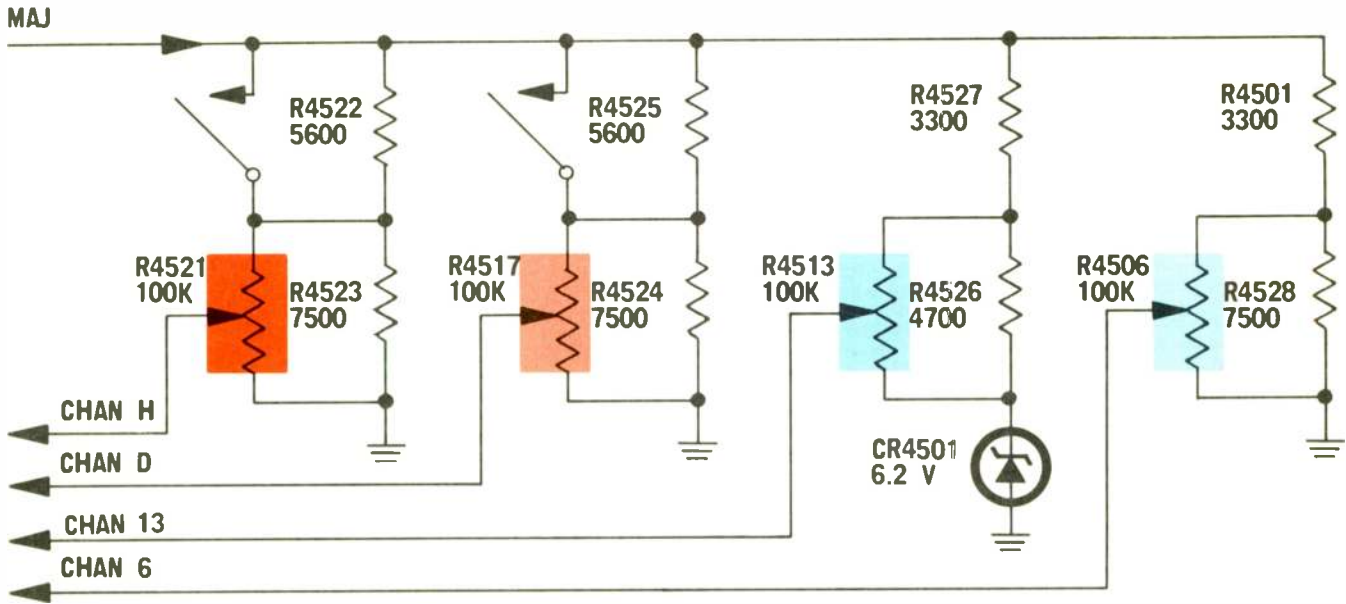 MAJ
R4522
5600
R4525
5600
R4527
3300
R4501
3300
R4521
100K
R4523
7500
R4517
100K
R4524
7500
R4513
100K
R4526
4700
R4506
100K
R4528
7500
CHAN H
CHAN D
CHAN 13
CHAN 6
CR4501
6.2 V